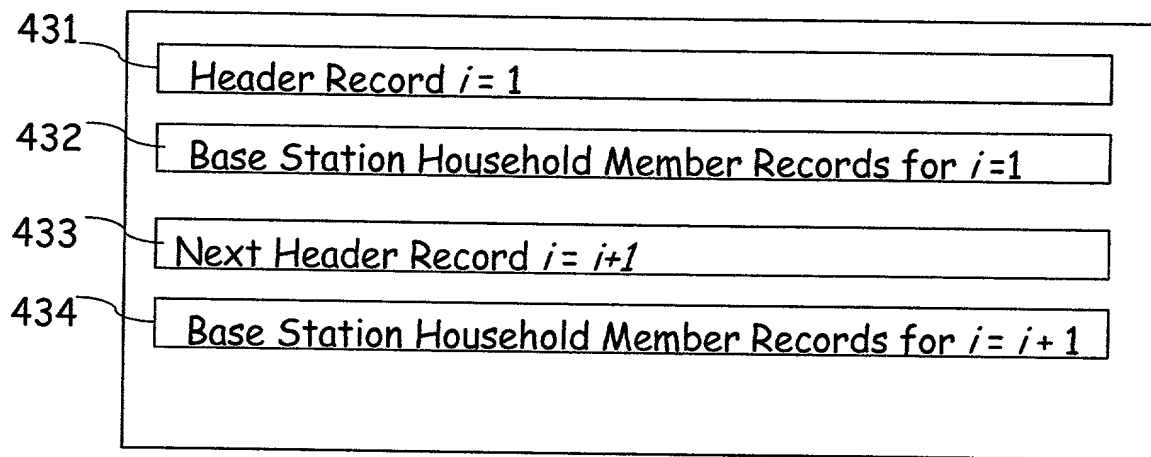 431
Header Record i = 1
432
Base Station Household Member Records for i =1
433
Next Header Record i = i+1
434
Base Station Household Member Records for i = i + 1